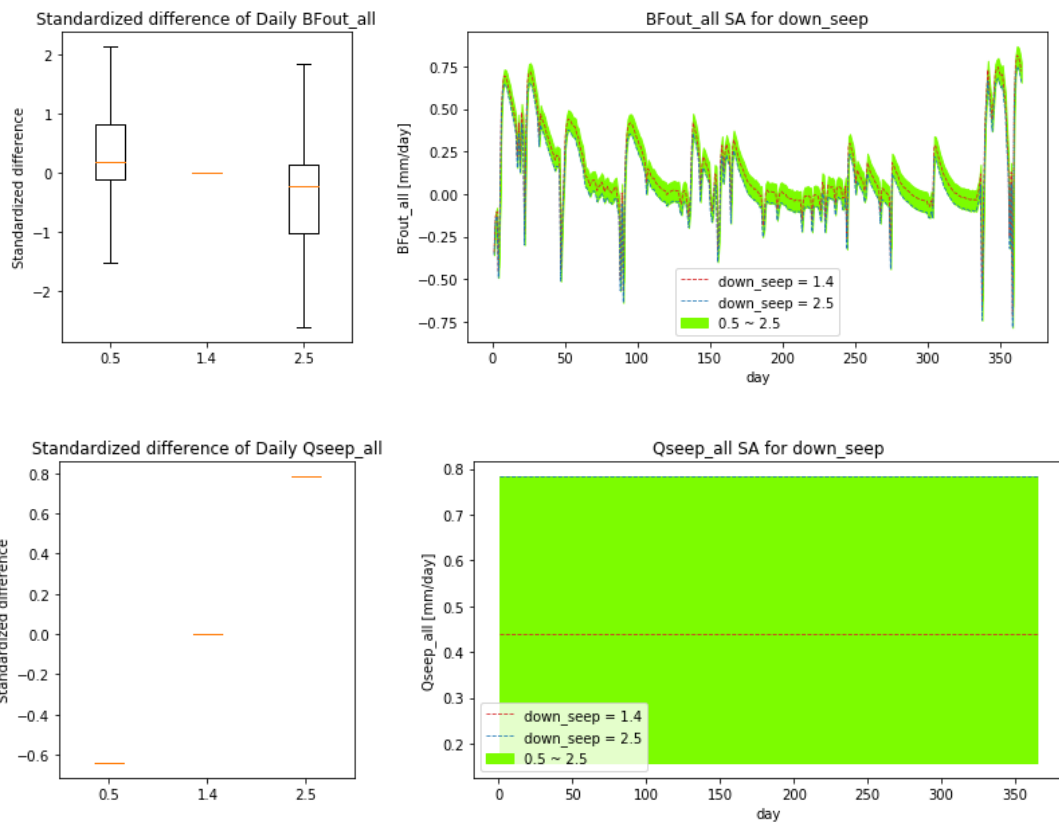 Standardized difference of Daily BFout_all
Standardized difference
2
1
0
−1
−2
0.5 1.4 2.5
BFout_all SA for down_seep
BFout_all [mm/day]
0.75
0.50
0.25
0.00
−0.25
−0.50
−0.75
down_seep = 1.4
down_seep = 2.5
0.5 ~ 2.5
0 50 100 150 200 250 300 350
day
Standardized difference of Daily Qseep_all
Standardized difference
0.8
0.6
0.4
0.2
0.0
−0.2
−0.4
−0.6
0.5 1.4 2.5
Qseep_all SA for down_seep
Qseep_all [mm/day]
0.8
0.7
0.6
0.5
0.4
0.3
0.2
down_seep = 1.4
down_seep = 2.5
0.5 ~ 2.5
0 50 100 150 200 250 300 350
day